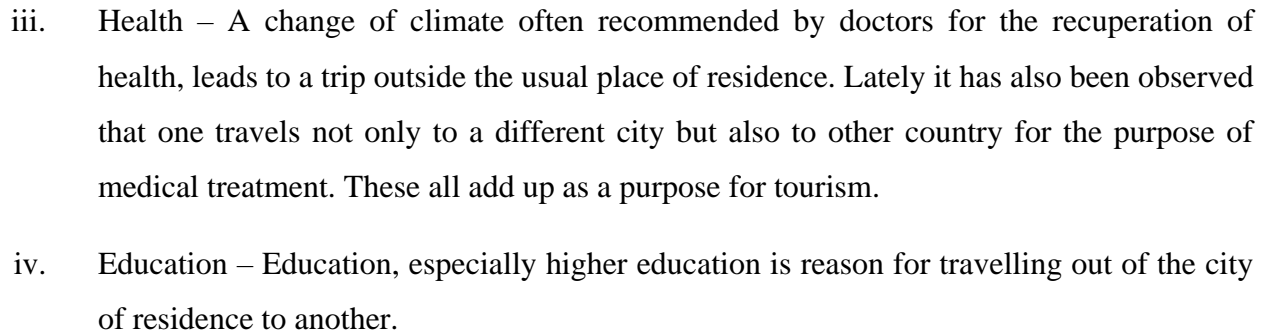 iii. Health – A change of climate often recommended by doctors for the recuperation of
health, leads to a trip outside the usual place of residence. Lately it has also been observed
that one travels not only to a different city but also to other country for the purpose of
medical treatment. These all add up as a purpose for tourism.
iv. Education – Education, especially higher education is reason for travelling out of the city
of residence to another.